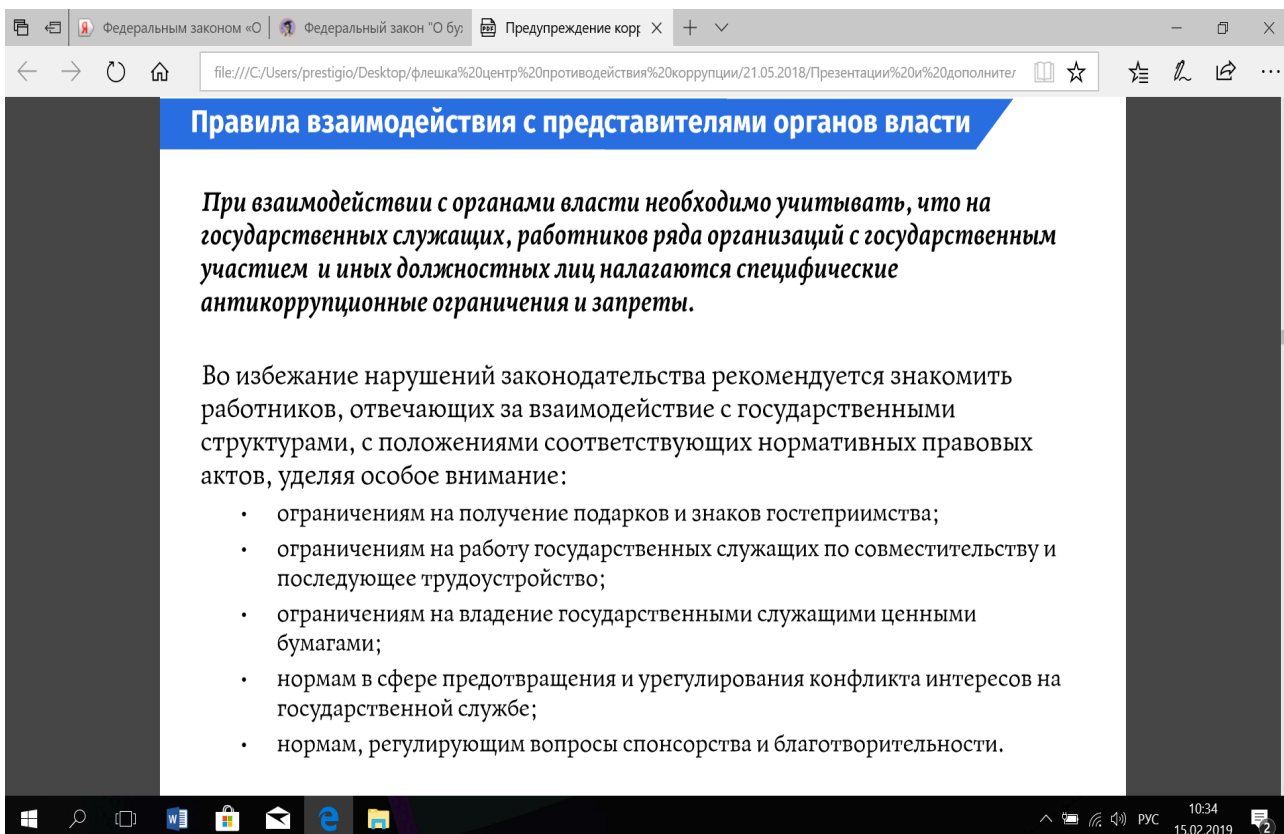 Федеральным законом «О
Федеральный закон "О бу
Предупреждение корр
file:///C:/Users/prestigio/Desktop/флешка%20центр%20противодействия%20коррупции/21.05.2018/Презентации%20и%20дополнител
Правила взаимодействия с представителями органов власти
При взаимодействии с органами власти необходимо учитывать, что на
государственных служащих, работников ряда организаций с государственным
участием и иных должностных лиц налагаются специфические
антикоррупционные ограничения и запреты.
Во избежание нарушений законодательства рекомендуется знакомить
работников, отвечающих за взаимодействие с государственными
структурами, с положениями соответствующих нормативных правовых
актов, уделяя особое внимание:
• ограничениям на получение подарков и знаков гостеприимства;
• ограничениям на работу государственных служащих по совместительству и
последующее трудоустройство;
• ограничениям на владение государственными служащими ценными
бумагами;
• нормам в сфере предотвращения и урегулирования конфликта интересов на
государственной службе;
• нормам, регулирующим вопросы спонсорства и благотворительности.
РУС
10:34
15.02.2019
2